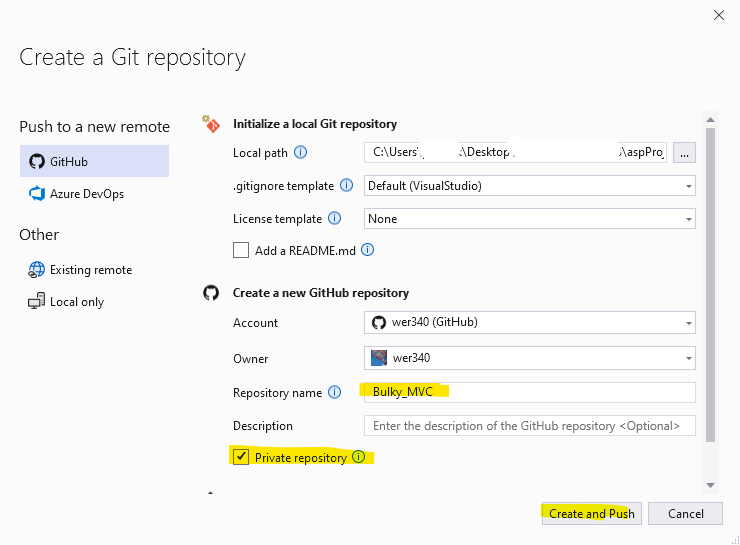 Create a Git repository
Push to a new remote
GitHub
Azure DevOps
Other
Existing remote
Local only
Initialize a local Git repository
Local path C:\Users\ \Desktop \aspProj ...
.gitignore template Default (VisualStudio)
License template None
Add a README.md
Create a new GitHub repository
Account wer340 (GitHub)
Owner wer340
Repository name Bulky_MVC
Description Enter the description of the GitHub repository <Optional>
Private repository
Create and Push Cancel